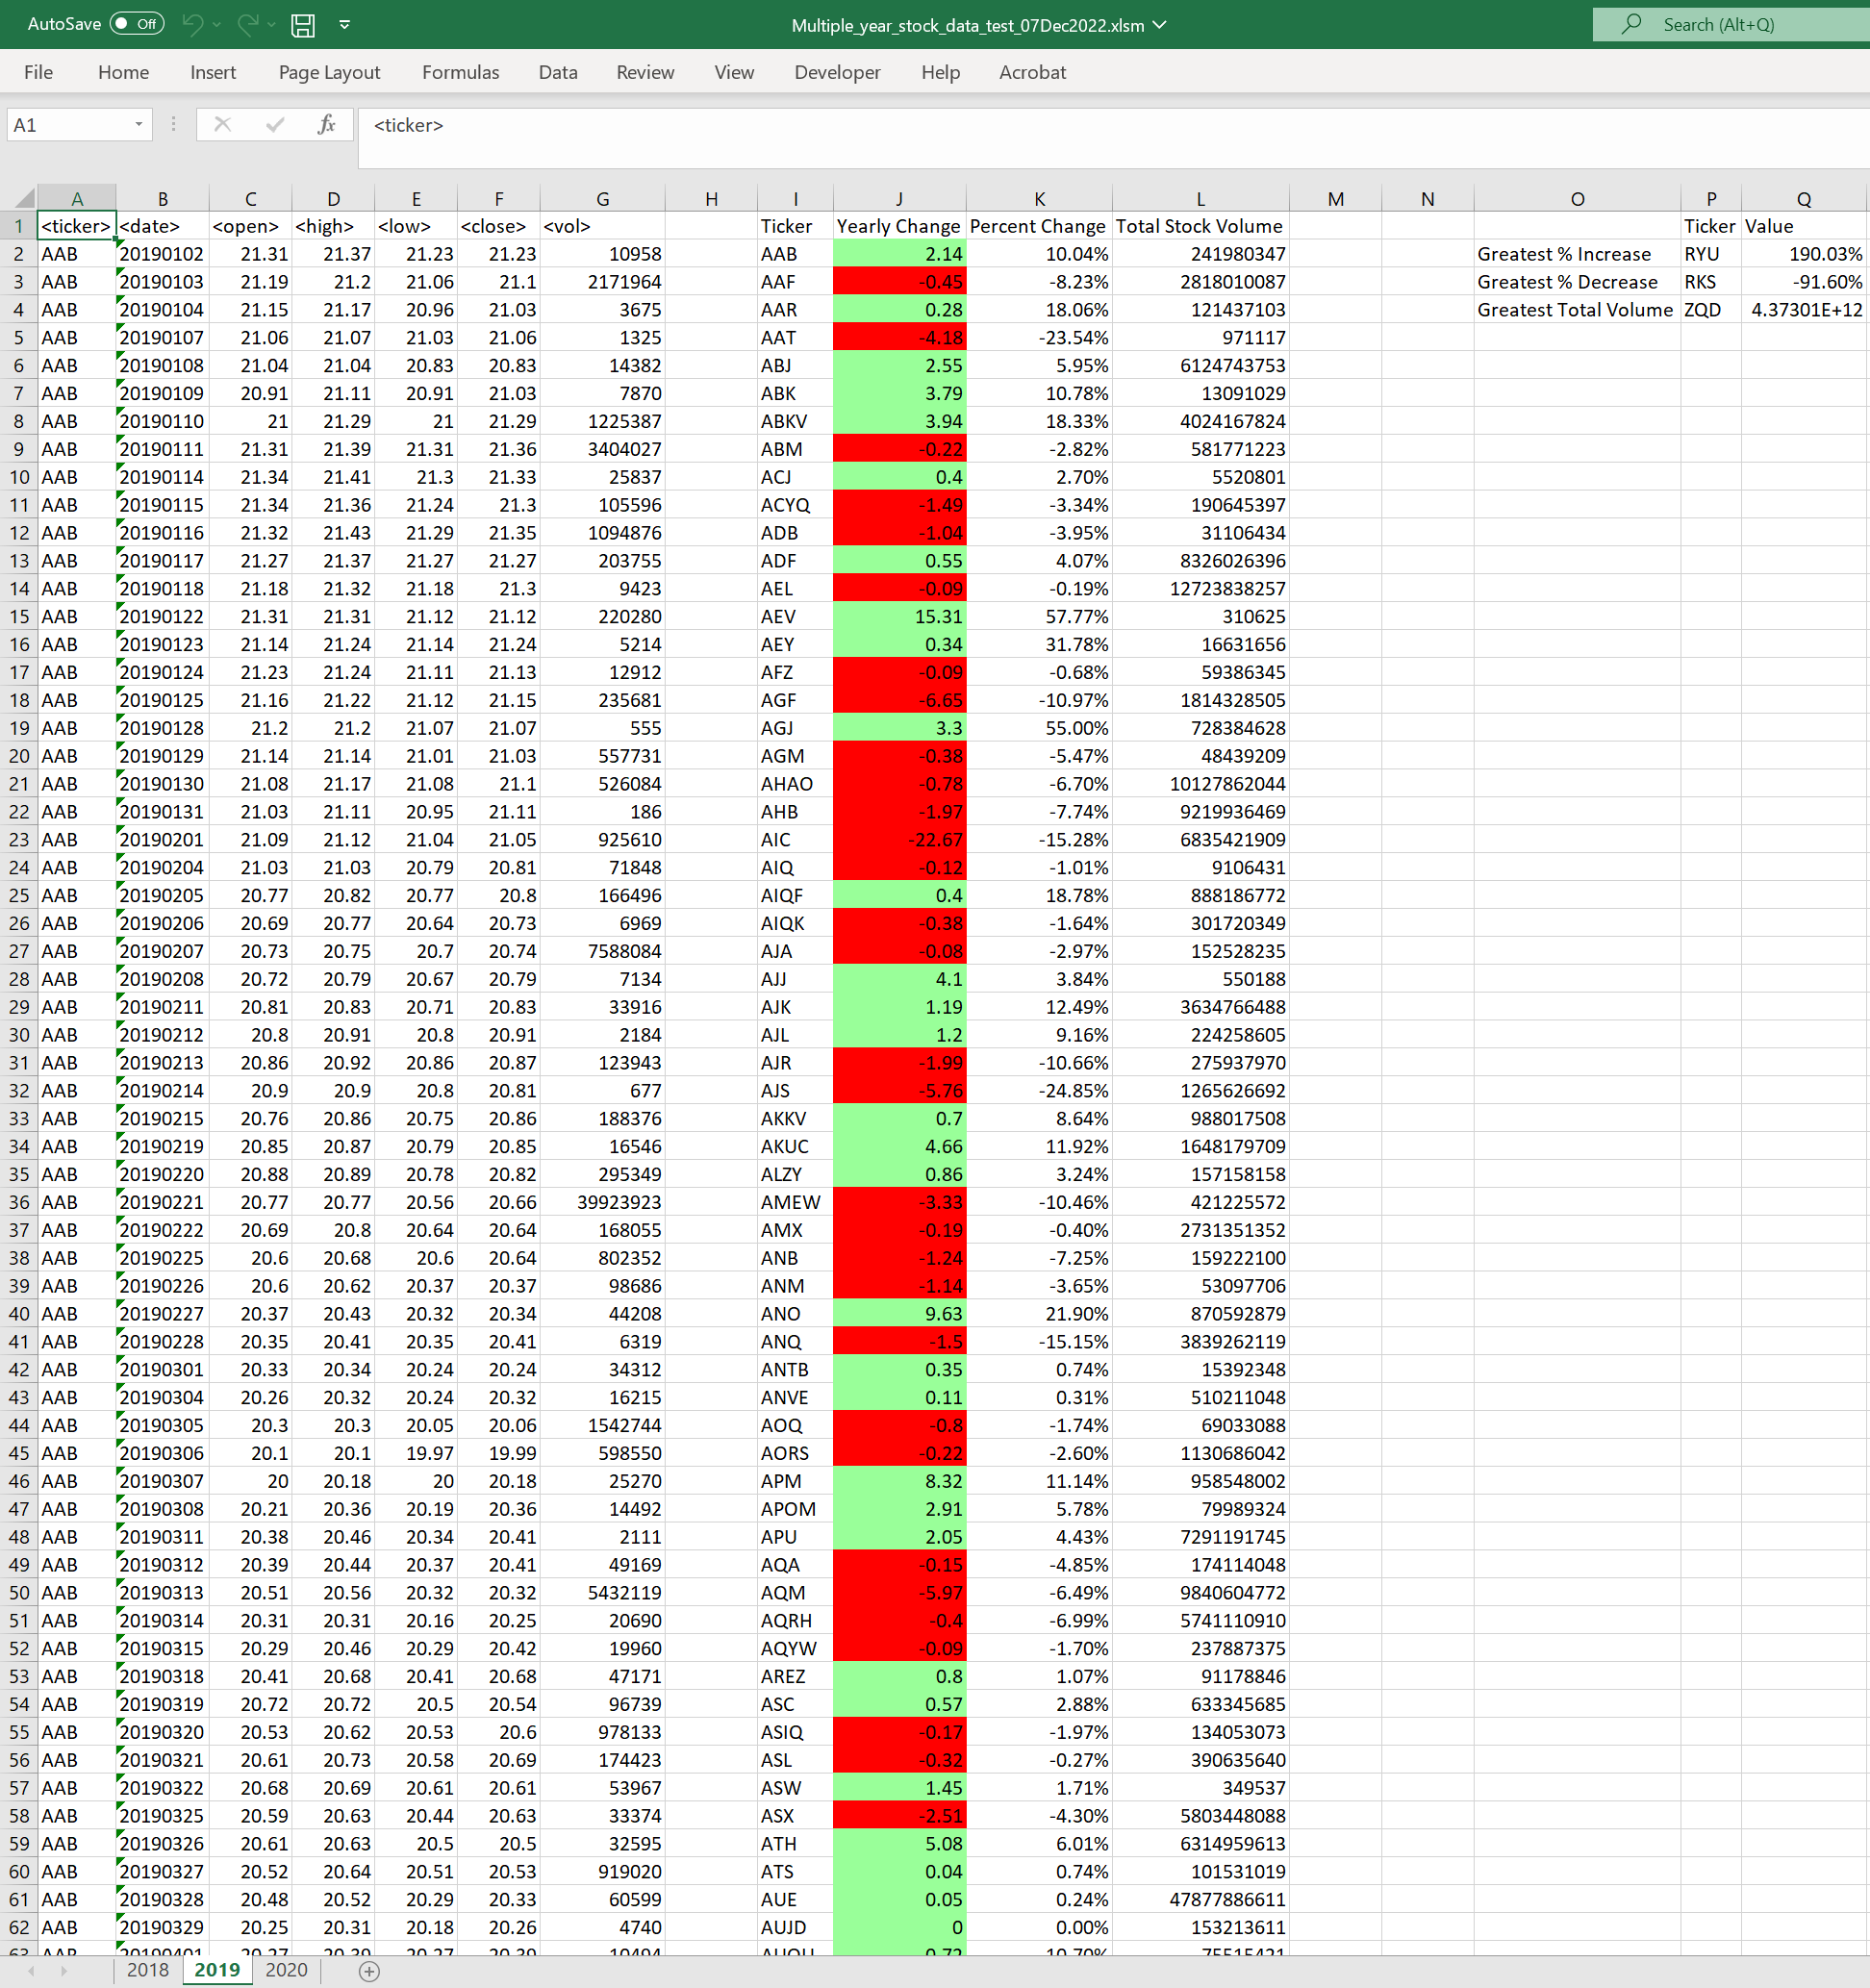 AutoSave Off Multiple_year_stock_data_test_07Dec2022.xlsm Search (Alt+Q)
File Home Insert Page Layout Formulas Data Review View Developer Help Acrobat
A1 fx <ticker>
A B C D E F G H I J K L M N O P Q
1 <ticker> <date> <open> <high> <low> <close> <vol> Ticker Yearly Change Percent Change Total Stock Volume Ticker Value
2 AAB 20190102 21.31 21.37 21.23 21.23 10958 AAB 2.14 10.04% 241980347 Greatest % Increase RYU 190.03%
3 AAB 20190103 21.19 21.2 21.06 21.1 2171964 AAF -0.45 -8.23% 2818010087 Greatest % Decrease RKS -91.60%
4 AAB 20190104 21.15 21.17 20.96 21.03 3675 AAR 0.28 18.06% 121437103 Greatest Total Volume ZQD 4.37301E+12
5 AAB 20190107 21.06 21.07 21.03 21.06 1325 AAT -4.18 -23.54% 971117
6 AAB 20190108 21.04 21.04 20.83 20.83 14382 ABJ 2.55 5.95% 6124743753
7 AAB 20190109 20.91 21.11 20.91 21.03 7870 ABK 3.79 10.78% 13091029
8 AAB 20190110 21 21.29 21 21.29 1225387 ABKV 3.94 18.33% 4024167824
9 AAB 20190111 21.31 21.39 21.31 21.36 3404027 ABM -0.22 -2.82% 581771223
10 AAB 20190114 21.34 21.41 21.3 21.33 25837 ACJ 0.4 2.70% 5520801
11 AAB 20190115 21.34 21.36 21.24 21.3 105596 ACYQ -1.49 -3.34% 190645397
12 AAB 20190116 21.32 21.43 21.29 21.35 1094876 ADB -1.04 -3.95% 31106434
13 AAB 20190117 21.27 21.37 21.27 21.27 203755 ADF 0.55 4.07% 8326026396
14 AAB 20190118 21.18 21.32 21.18 21.3 9423 AEL -0.09 -0.19% 12723838257
15 AAB 20190122 21.31 21.31 21.12 21.12 220280 AEV 15.31 57.77% 310625
16 AAB 20190123 21.14 21.24 21.14 21.24 5214 AEY 0.34 31.78% 16631656
17 AAB 20190124 21.23 21.24 21.11 21.13 12912 AFZ -0.09 -0.68% 59386345
18 AAB 20190125 21.16 21.22 21.12 21.15 235681 AGF -6.65 -10.97% 1814328505
19 AAB 20190128 21.2 21.2 21.07 21.07 555 AGJ 3.3 55.00% 728384628
20 AAB 20190129 21.14 21.14 21.01 21.03 557731 AGM -0.38 -5.47% 48439209
21 AAB 20190130 21.08 21.17 21.08 21.1 526084 AHAO -0.78 -6.70% 10127862044
22 AAB 20190131 21.03 21.11 20.95 21.11 186 AHB -1.97 -7.74% 9219936469
23 AAB 20190201 21.09 21.12 21.04 21.05 925610 AIC -22.67 -15.28% 6835421909
24 AAB 20190204 21.03 21.03 20.79 20.81 71848 AIQ -0.12 -1.01% 9106431
25 AAB 20190205 20.77 20.82 20.77 20.8 166496 AIQF 0.4 18.78% 888186772
26 AAB 20190206 20.69 20.77 20.64 20.73 6969 AIQK -0.38 -1.64% 301720349
27 AAB 20190207 20.73 20.75 20.7 20.74 7588084 AJA -0.08 -2.97% 152528235
28 AAB 20190208 20.72 20.79 20.67 20.79 7134 AJJ 4.1 3.84% 550188
29 AAB 20190211 20.81 20.83 20.71 20.83 33916 AJK 1.19 12.49% 3634766488
30 AAB 20190212 20.8 20.91 20.8 20.91 2184 AJL 1.2 9.16% 224258605
31 AAB 20190213 20.86 20.92 20.86 20.87 123943 AJR -1.99 -10.66% 275937970
32 AAB 20190214 20.9 20.9 20.8 20.81 677 AJS -5.76 -24.85% 1265626692
33 AAB 20190215 20.76 20.86 20.75 20.86 188376 AKKV 0.7 8.64% 988017508
34 AAB 20190219 20.85 20.87 20.79 20.85 16546 AKUC 4.66 11.92% 1648179709
35 AAB 20190220 20.88 20.89 20.78 20.82 295349 ALZY 0.86 3.24% 157158158
36 AAB 20190221 20.77 20.77 20.56 20.66 39923923 AMEW -3.33 -10.46% 421225572
37 AAB 20190222 20.69 20.8 20.64 20.64 168055 AMX -0.19 -0.40% 2731351352
38 AAB 20190225 20.6 20.68 20.6 20.64 802352 ANB -1.24 -7.25% 159222100
39 AAB 20190226 20.6 20.62 20.37 20.37 98686 ANM -1.14 -3.65% 53097706
40 AAB 20190227 20.37 20.43 20.32 20.34 44208 ANO 9.63 21.90% 870592879
41 AAB 20190228 20.35 20.41 20.35 20.41 6319 ANQ -1.5 -15.15% 3839262119
42 AAB 20190301 20.33 20.34 20.24 20.24 34312 ANTB 0.35 0.74% 15392348
43 AAB 20190304 20.26 20.32 20.24 20.32 16215 ANVE 0.11 0.31% 510211048
44 AAB 20190305 20.3 20.3 20.05 20.06 1542744 AOQ -0.8 -1.74% 69033088
45 AAB 20190306 20.1 20.1 19.97 19.99 598550 AORS -0.22 -2.60% 1130686042
46 AAB 20190307 20 20.18 20 20.18 25270 APM 8.32 11.14% 958548002
47 AAB 20190308 20.21 20.36 20.19 20.36 14492 APOM 2.91 5.78% 79989324
48 AAB 20190311 20.38 20.46 20.34 20.41 2111 APU 2.05 4.43% 7291191745
49 AAB 20190312 20.39 20.44 20.37 20.41 49169 AQA -0.15 -4.85% 174114048
50 AAB 20190313 20.51 20.56 20.32 20.32 5432119 AQM -5.97 -6.49% 9840604772
51 AAB 20190314 20.31 20.31 20.16 20.25 20690 AQRH -0.4 -6.99% 5741110910
52 AAB 20190315 20.29 20.46 20.29 20.42 19960 AQYW -0.09 -1.70% 237887375
53 AAB 20190318 20.41 20.68 20.41 20.68 47171 AREZ 0.8 1.07% 91178846
54 AAB 20190319 20.72 20.72 20.5 20.54 96739 ASC 0.57 2.88% 633345685
55 AAB 20190320 20.53 20.62 20.53 20.6 978133 ASIQ -0.17 -1.97% 134053073
56 AAB 20190321 20.61 20.73 20.58 20.69 174423 ASL -0.32 -0.27% 390635640
57 AAB 20190322 20.68 20.69 20.61 20.61 53967 ASW 1.45 1.71% 349537
58 AAB 20190325 20.59 20.63 20.44 20.63 33374 ASX -2.51 -4.30% 5803448088
59 AAB 20190326 20.61 20.63 20.5 20.5 32595 ATH 5.08 6.01% 6314959613
60 AAB 20190327 20.52 20.64 20.51 20.53 919020 ATS 0.04 0.74% 101531019
61 AAB 20190328 20.48 20.52 20.29 20.33 60599 AUE 0.05 0.24% 47877886611
62 AAB 20190329 20.25 20.31 20.18 20.26 4740 AUJD 0 0.00% 153213611
63 AAB 20190401
2018 2019 2020